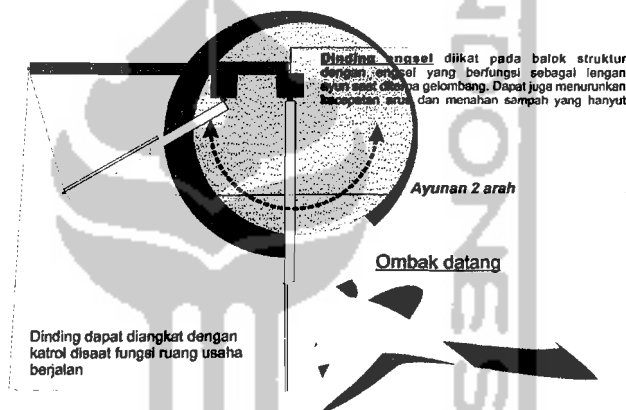 Dinding engsel diikat pada balok struktur
dengan engsel yang berfungsi sebagai lengan
ayun saat diterpa gelombang. Dapat juga menurunkan
kecepatan arus dan menahan sampah yang hanyut
Ayunan 2 arah
Ombak datang
Dinding dapat diangkat dengan
katrol disaat fungsi ruang usaha
berjalan